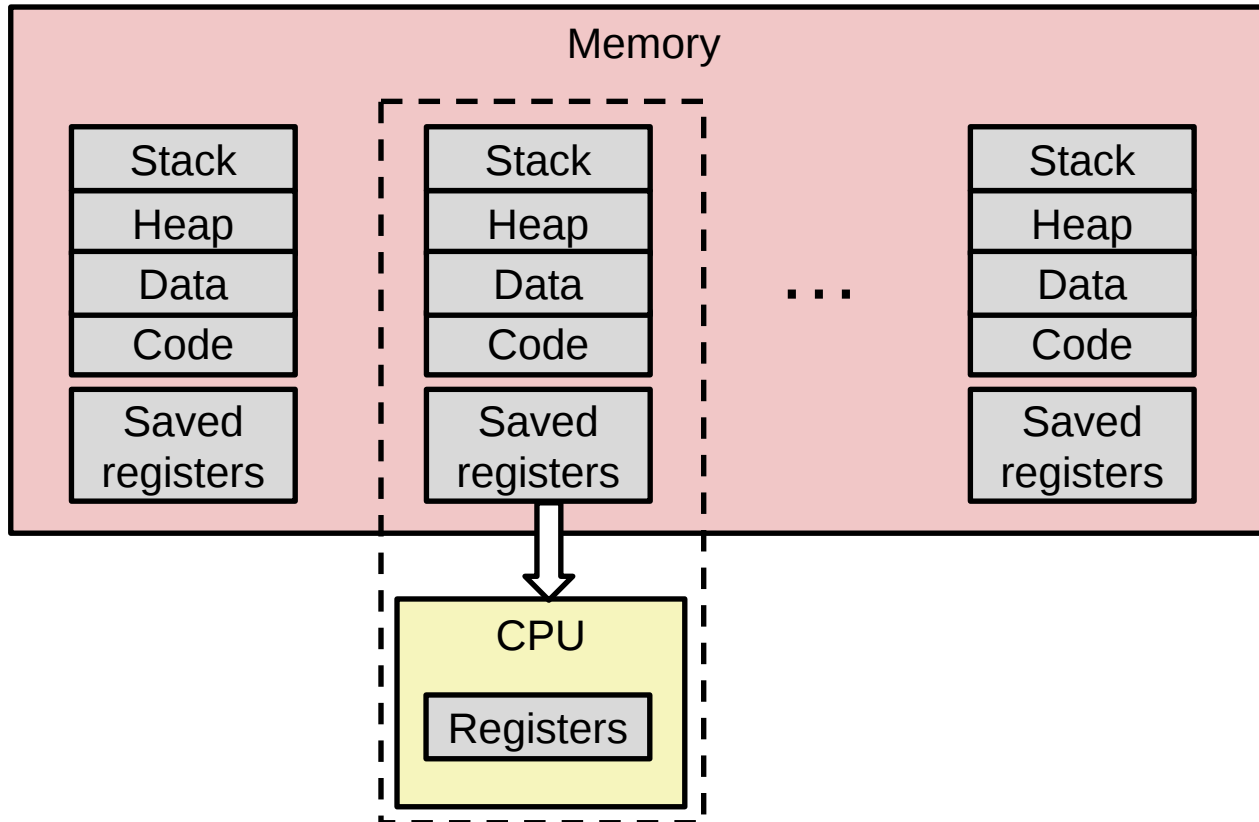 Memory
Stack
Heap
Data
Code
Saved
registers
Stack
Heap
Data
Code
Saved
registers
...
Stack
Heap
Data
Code
Saved
registers
CPU
Registers